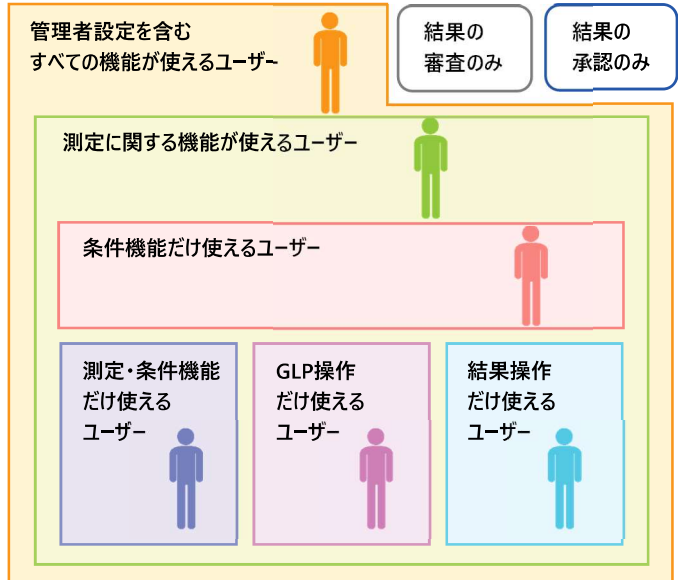 管理者設定を含む
すべての機能が使えるユーザー
結果の
審査のみ
結果の
承認のみ
測定に関する機能が使えるユーザー
条件機能だけ使えるユーザー
測定・条件機能
だけ使える
ユーザー
GLP操作
だけ使える
ユーザー
結果操作
だけ使える
ユーザー